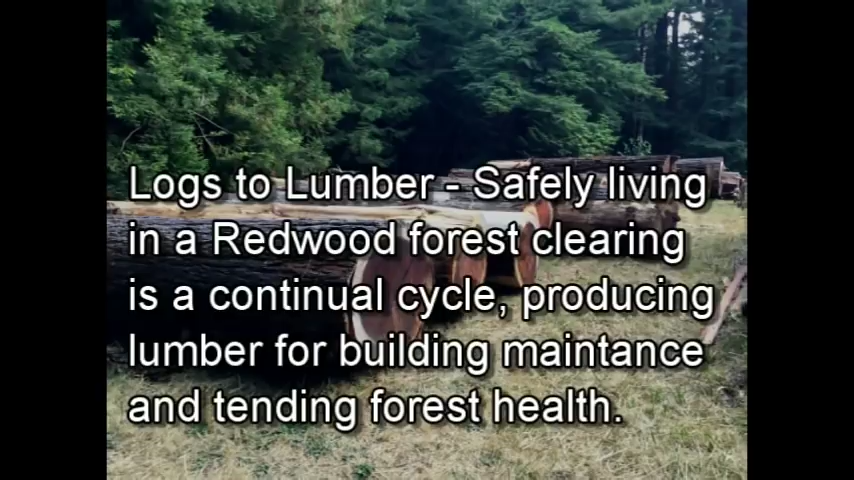 Logs to Lumber - Safely living
in a Redwood forest clearing
is a continual cycle, producing
lumber for building maintance
and tending forest health.